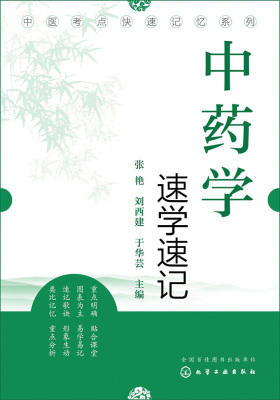 中医考点快速记忆系列
中药学
速学速记
张艳 刘西建 于华芸 主编
重点明确 贴合课堂
图表为主 易学易记
速记歌诀 形象生动
类比记忆 重点分析
全国百佳图书出版单位
化学工业出版社